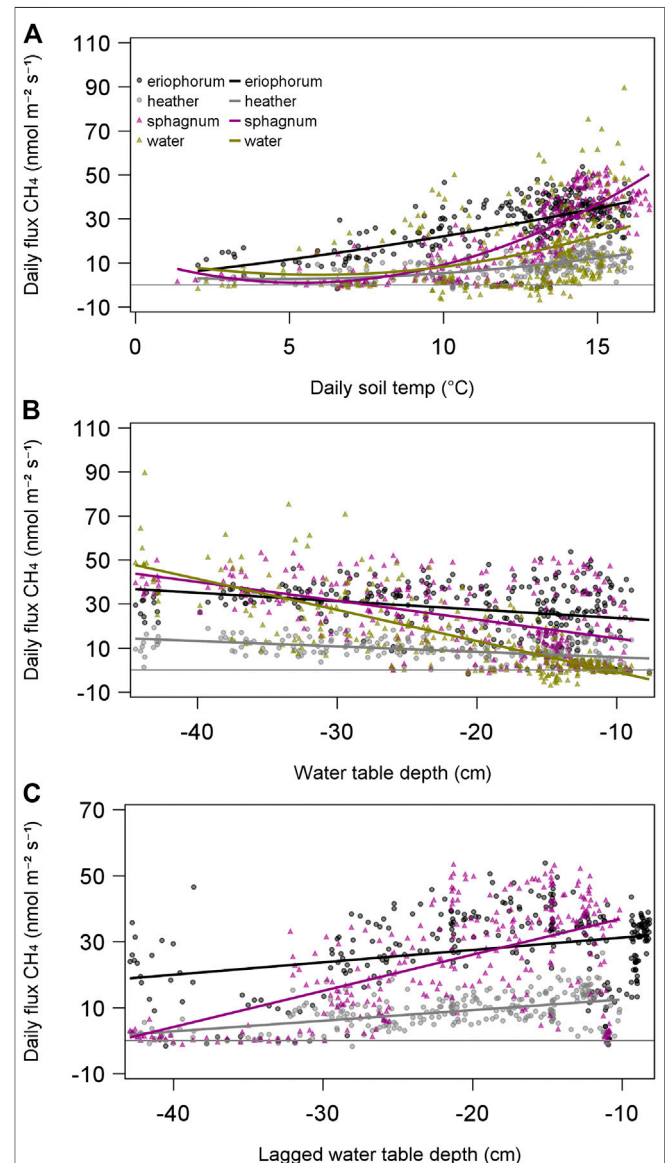 A
Daily flux CH₄ (nmol m⁻² s⁻¹)
110
90
70
50
30
10
-10
eriophorum eriophorum
heather heather
sphagnum sphagnum
water water
0 5 10 15
Daily soil temp (°C)
B
Daily flux CH₄ (nmol m⁻² s⁻¹)
110
90
70
50
30
10
-10
-40 -30 -20 -10
Water table depth (cm)
C
Daily flux CH₄ (nmol m⁻² s⁻¹)
70
50
30
10
-10
-40 -30 -20 -10
Lagged water table depth (cm)